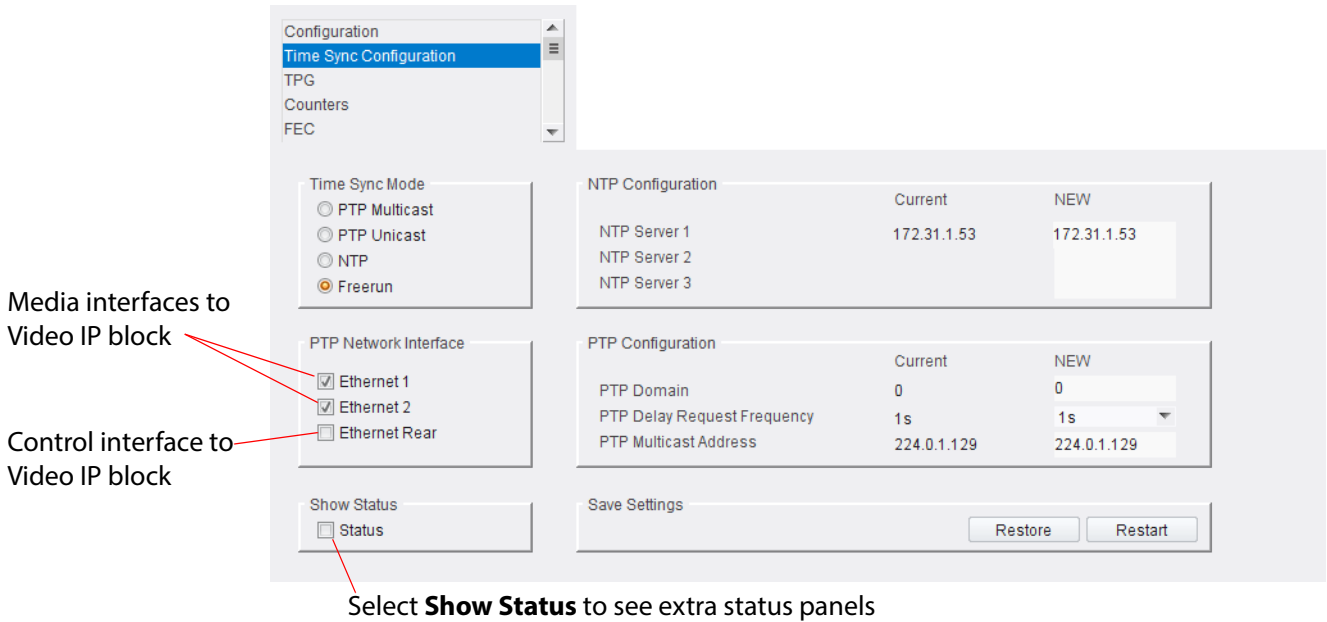 Configuration
Time Sync Configuration
TPG
Counters
FEC
Time Sync Mode
PTP Multicast
PTP Unicast
NTP
Freerun
NTP Configuration
Current NEW
NTP Server 1 172.31.1.53 172.31.1.53
NTP Server 2
NTP Server 3
Media interfaces to
Video IP block
PTP Network Interface
Ethernet 1
Ethernet 2
Ethernet Rear
Control interface to
Video IP block
PTP Configuration
Current NEW
PTP Domain 0 0
PTP Delay Request Frequency 1s 1s
PTP Multicast Address 224.0.1.129 224.0.1.129
Show Status
Status
Save Settings
Restore Restart
Select Show Status to see extra status panels